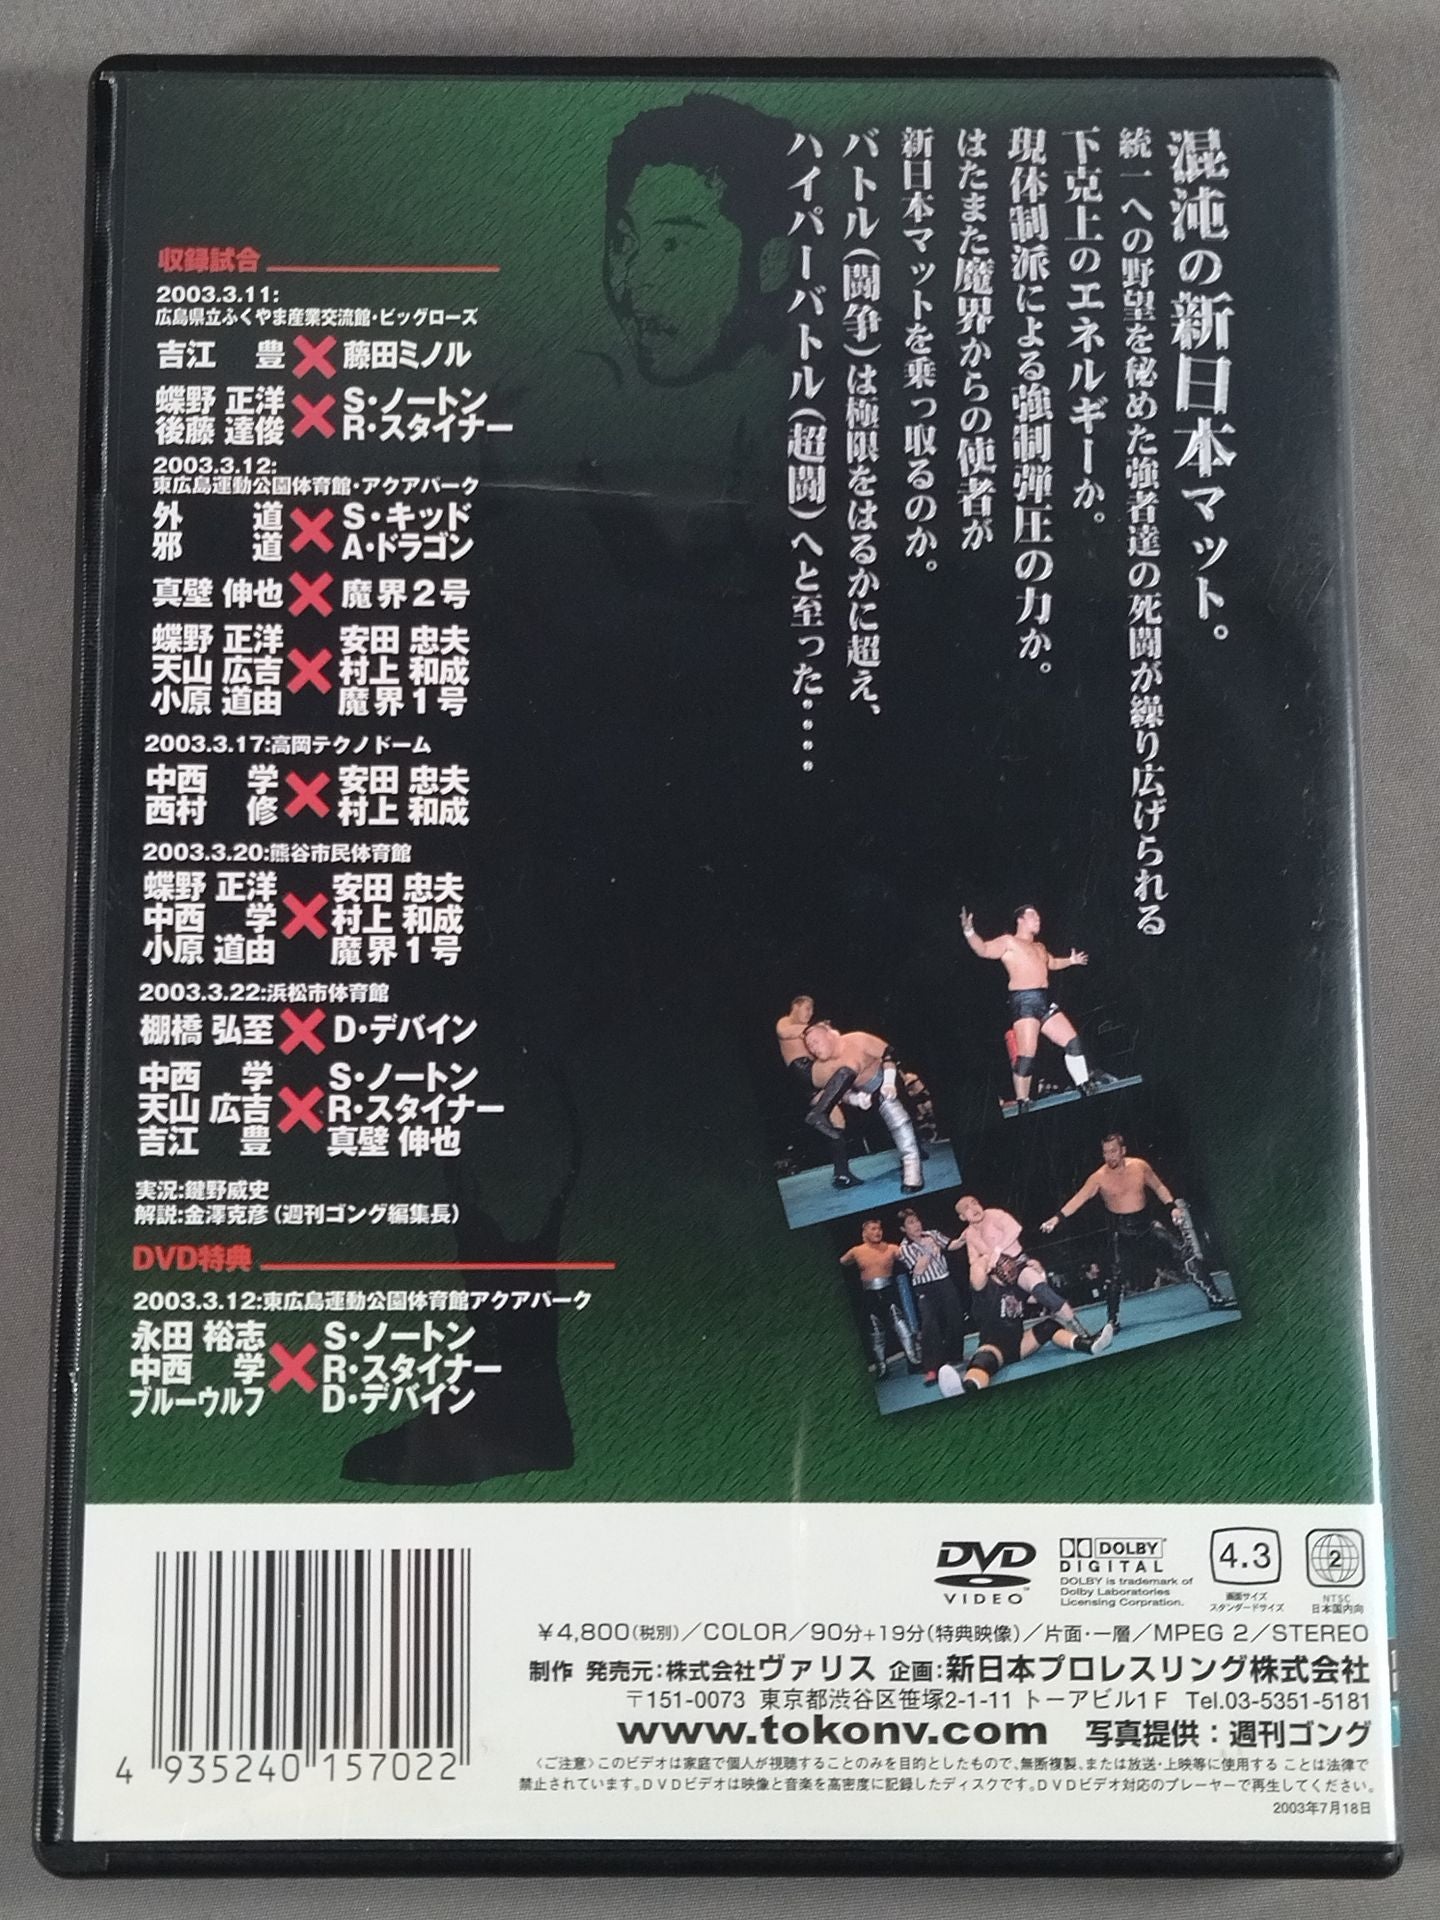 混沌の新日本マット。
統一への野望を秘めた強者達の死闘が繰り広げられる
下克上のエネルギーか。
現体制派による強制弾圧の力か。
はたまた魔界からの使者が
新日本マットを乗っ取るのか。
バトル(闘争)は極限をはるかに超え、
ハイパーバトル(超闘)へと至った……
収録試合
2003.3.11:
広島県立ふくやま産業交流館・ビッグローズ
吉江 豊×藤田ミノル
蝶野 正洋 S・ノートン
後藤 達俊×R・スタイナー
2003.3.12:
東広島運動公園体育館・アクアパーク
外道 S・キッド
邪道×A・ドラゴン
真壁 伸也×魔界2号
蝶野 正洋 安田 忠夫
天山 広吉×村上 和成
小原 道由 魔界1号
2003.3.17:高岡テクノドーム
中西 学 安田 忠夫
西村 修×村上 和成
2003.3.20:熊谷市民体育館
蝶野 正洋 安田 忠夫
中西 学×村上 和成
小原 道由 魔界1号
2003.3.22:浜松市体育館
棚橋 弘至×D・デバイン
中西 学 S・ノートン
天山 広吉×R・スタイナー
吉江 豊 真壁 伸也
実況:鍵野威史
解説:金澤克彦(週刊ゴング編集長)
DVD特典
2003.3.12:東広島運動公園体育館アクアパーク
永田 裕志 S・ノートン
中西 学×R・スタイナー
ブルーウルフ D・デバイン
DVD
VIDEO
DOLBY
DIGITAL
DOLBY is trademark of
Dolby Laboratories
Licensing Corpration.
4.3
画面サイズ
スタンダードサイズ
2
NTSC
日本国内向
￥4,800(税別)／COLOR／90分+19分(特典映像)／片面・一層／MPEG 2／STEREO
制作 発売元:株式会社ヴァリス 企画:新日本プロレスリング株式会社
〒151-0073 東京都渋谷区笹塚2-1-11 トーアビル1F Tel.03-5351-5181
www.tokonv.com 写真提供:週刊ゴング
〈ご注意〉このビデオは家庭で個人が視聴することのみを目的としたもので、無断複製、または放送・上映等に使用する ことは法律で
禁止されています。DVDビデオは映像と音楽を高密度に記録したディスクです。DVDビデオ対応のプレーヤーで再生してください。
2003年7月18日
4 935240 157022